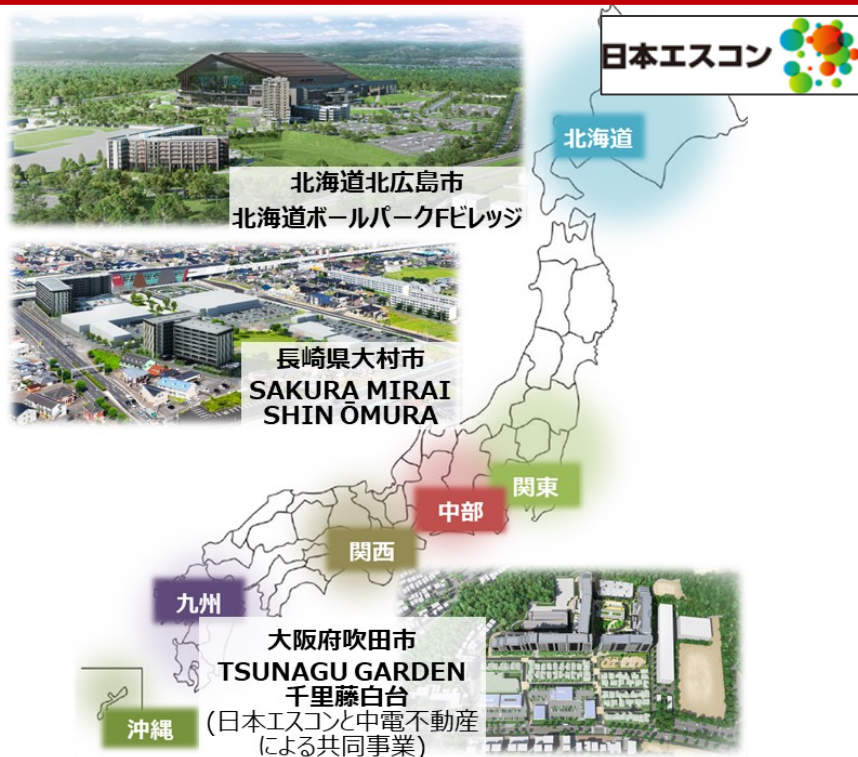 日本エスコン
北海道
北海道北広島市
北海道ボールパークFビレッジ
長崎県大村市
SAKURA MIRAI
SHIN ŌMURA
関東
中部
関西
九州
大阪府吹田市
TSUNAGU GARDEN
千里藤白台
(日本エスコンと中電不動産
による共同事業)
沖縄